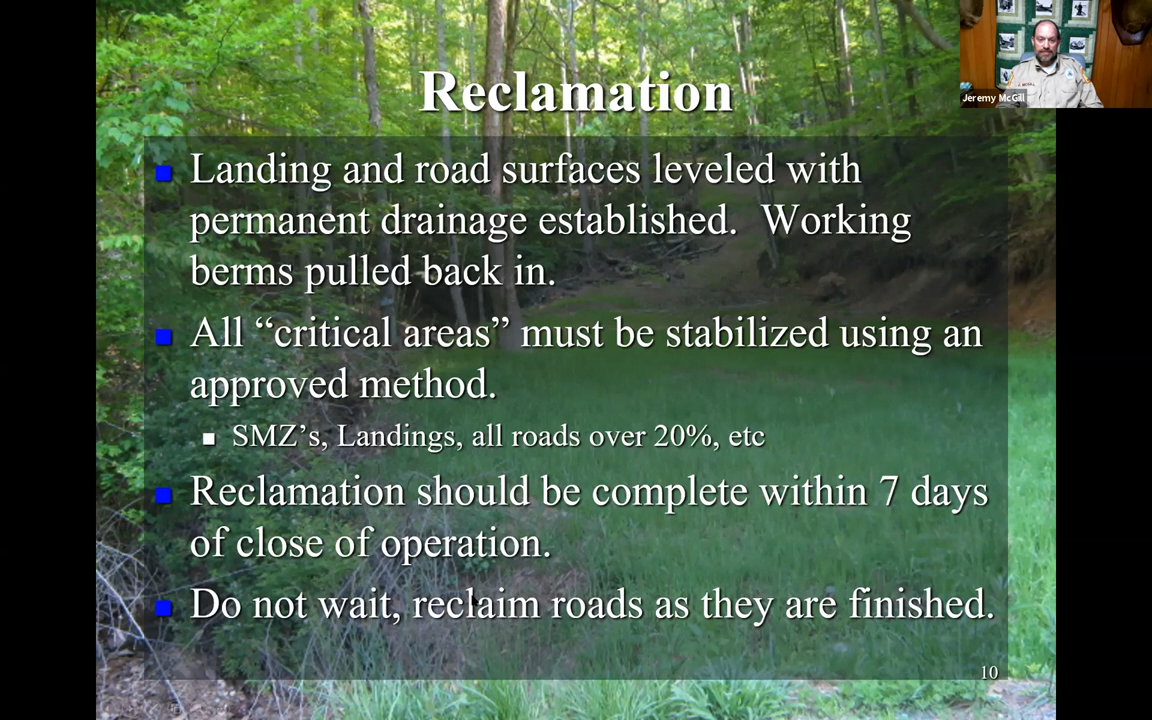 Reclamation
Jeremy McGill
Landing and road surfaces leveled with
permanent drainage established.  Working
berms pulled back in.
All “critical areas” must be stabilized using an
approved method.
SMZ’s, Landings, all roads over 20%, etc
Reclamation should be complete within 7 days
of close of operation.
Do not wait, reclaim roads as they are finished.
10